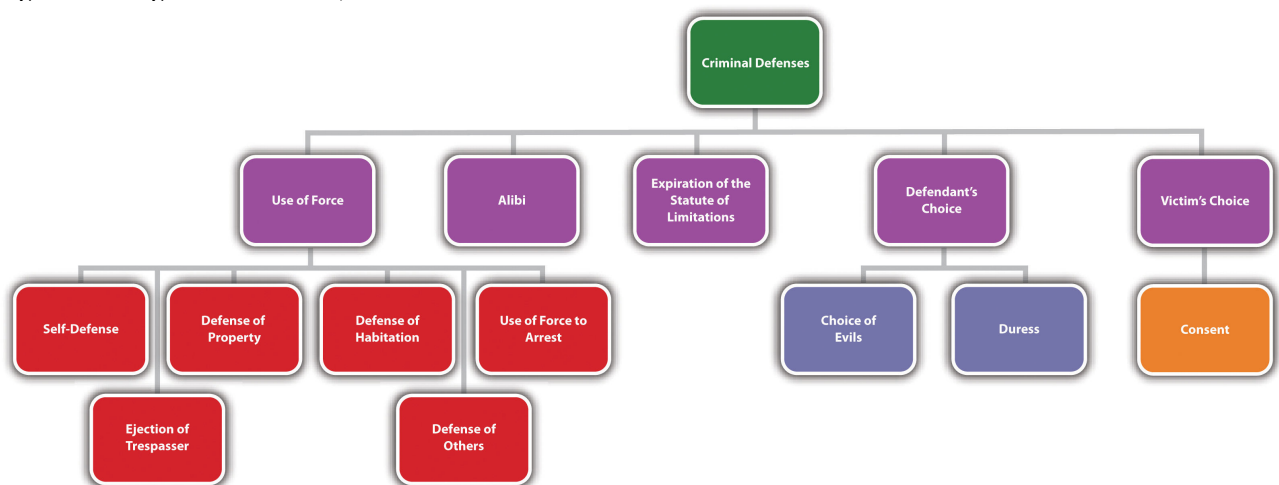 Criminal Defenses
Use of Force
Alibi
Expiration of the
Statute of
Limitations
Defendant's
Choice
Victim's Choice
Self-Defense
Defense of
Property
Defense of
Habitation
Use of Force to
Arrest
Choice of
Evils
Duress
Consent
Ejection of
Trespasser
Defense of
Others